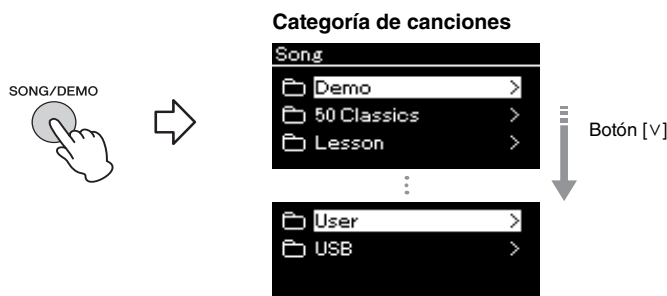 Categoría de canciones
Song
SONG/DEMO
Demo >
50 Classics >
Lesson >
Botón [∨]
User >
USB >